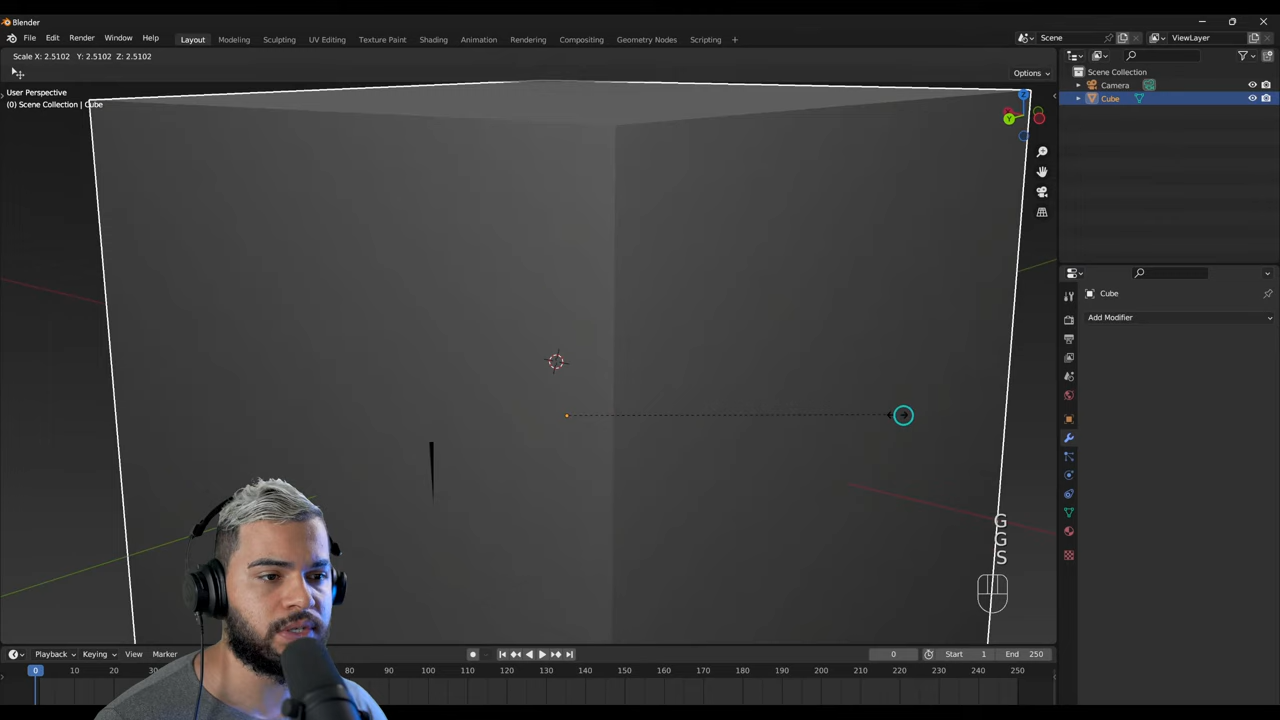 Blender
File Edit Render Window Help
Layout Modeling Sculpting UV Editing Texture Paint Shading Animation Rendering Compositing Geometry Nodes Scripting +
Scene
ViewLayer
Scale X: 2.5102 Y: 2.5102 Z: 2.5102
Options
User Perspective
(0) Scene Collection | Cube
Z
Y
Scene Collection
Camera
Cube
Cube
Add Modifier
G
G
S
Playback Keying View Marker
0
Start 1
End 250
0 10 80 90 100 110 120 130 140 150 160 170 180 190 200 210 220 230 240 250